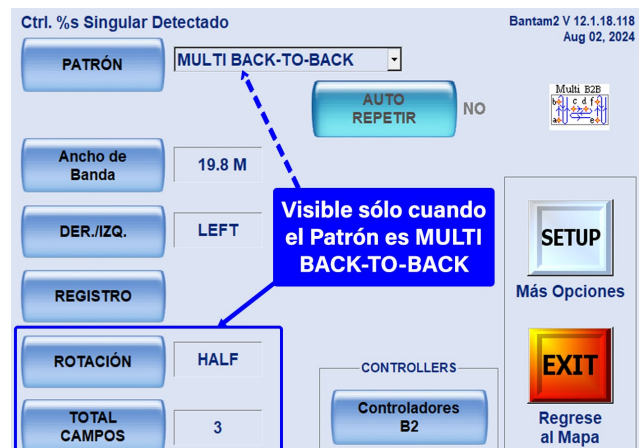 Ctrl. %s Singular Detectado
Bantam2 V 12.1.18.118
Aug 02, 2024
PATRÓN
MULTI BACK-TO-BACK
AUTO
REPETIR
NO
Multi B2B
b
c d f
a
e
Ancho de
Banda
19.8 M
DER./IZQ.
LEFT
Visible sólo cuando
el Patrón es MULTI
BACK-TO-BACK
SETUP
Más Opciones
REGISTRO
ROTACIÓN
HALF
CONTROLLERS
EXIT
TOTAL
CAMPOS
3
Controladores
B2
Regrese
al Mapa